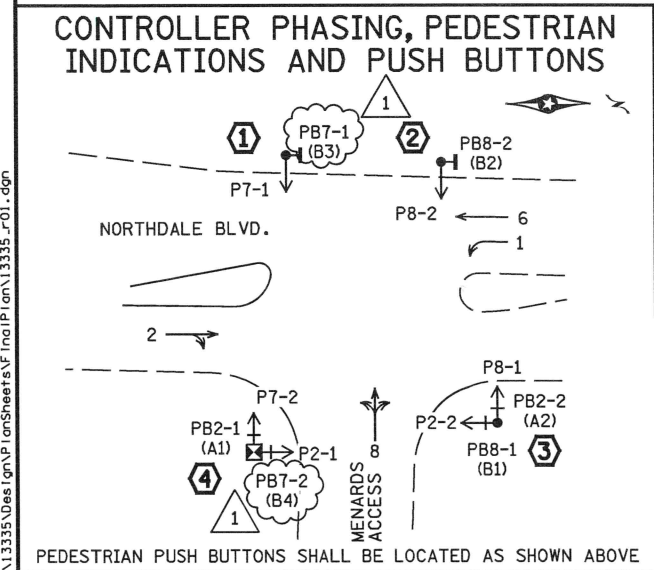 CONTROLLER PHASING, PEDESTRIAN
INDICATIONS AND PUSH BUTTONS
1
1
PB7-1
(B3)
2
PB8-2
(B2)
P7-1
P8-2
6
1
NORTHDALE BLVD.
2
P7-2
P8-1
PB2-1
(A1)
P2-1
8
P2-2
PB2-2
(A2)
4
PB7-2
(B4)
1
MENARDS
ACCESS
PB8-1
(B1)
3
PEDESTRIAN PUSH BUTTONS SHALL BE LOCATED AS SHOWN ABOVE
\13335\Design\PlanSheets\FinalPlan\13335_r01.dgn